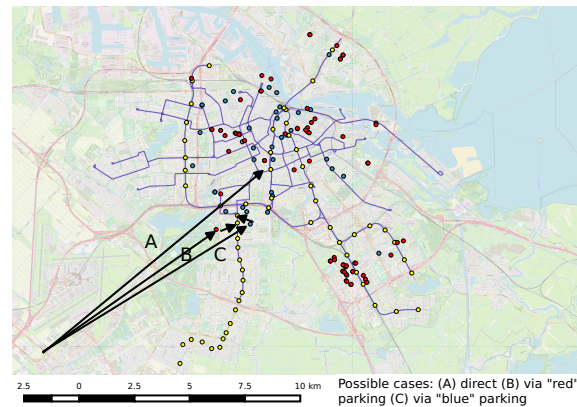 A
B
C
2.5 0 2.5 5 7.5 10 km
Possible cases: (A) direct (B) via "red"
parking (C) via "blue" parking